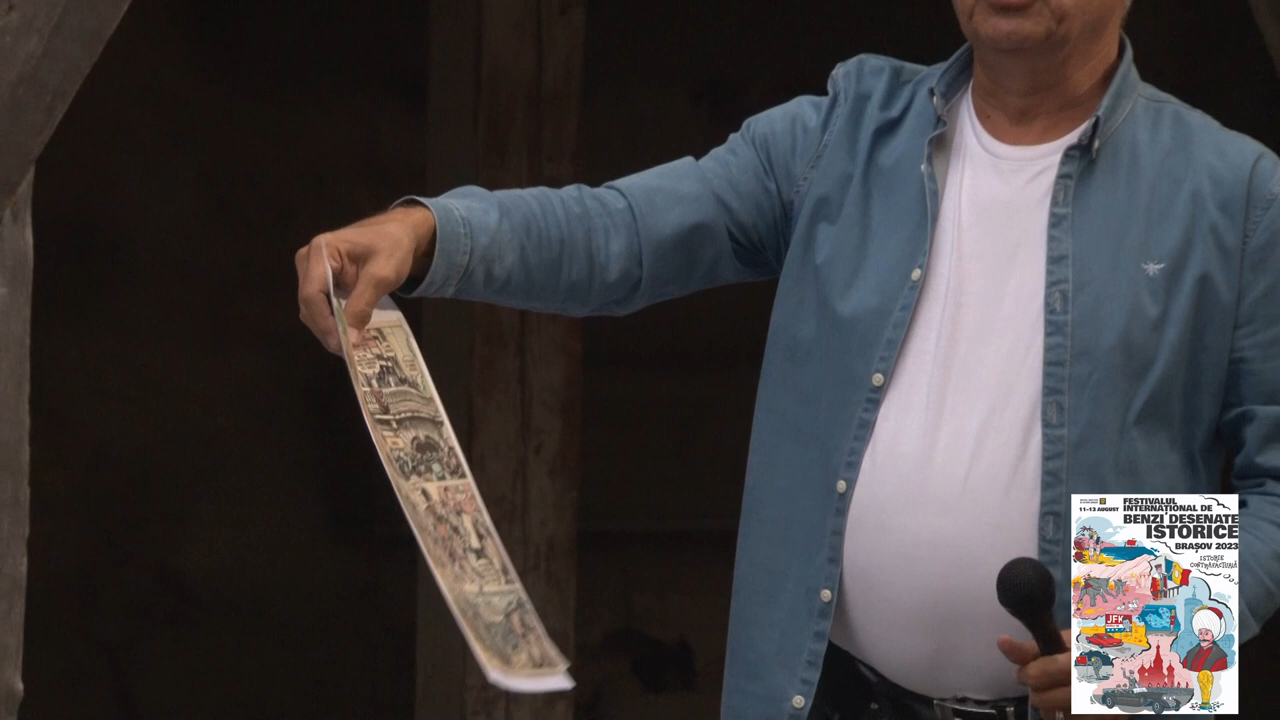 11-13 AUGUST
FESTIVALUL
INTERNAȚIONAL DE
BENZI DESENATE
ISTORICE
BRAȘOV 2023
ISTORIE
CONTRAFACTUALĂ
JFK